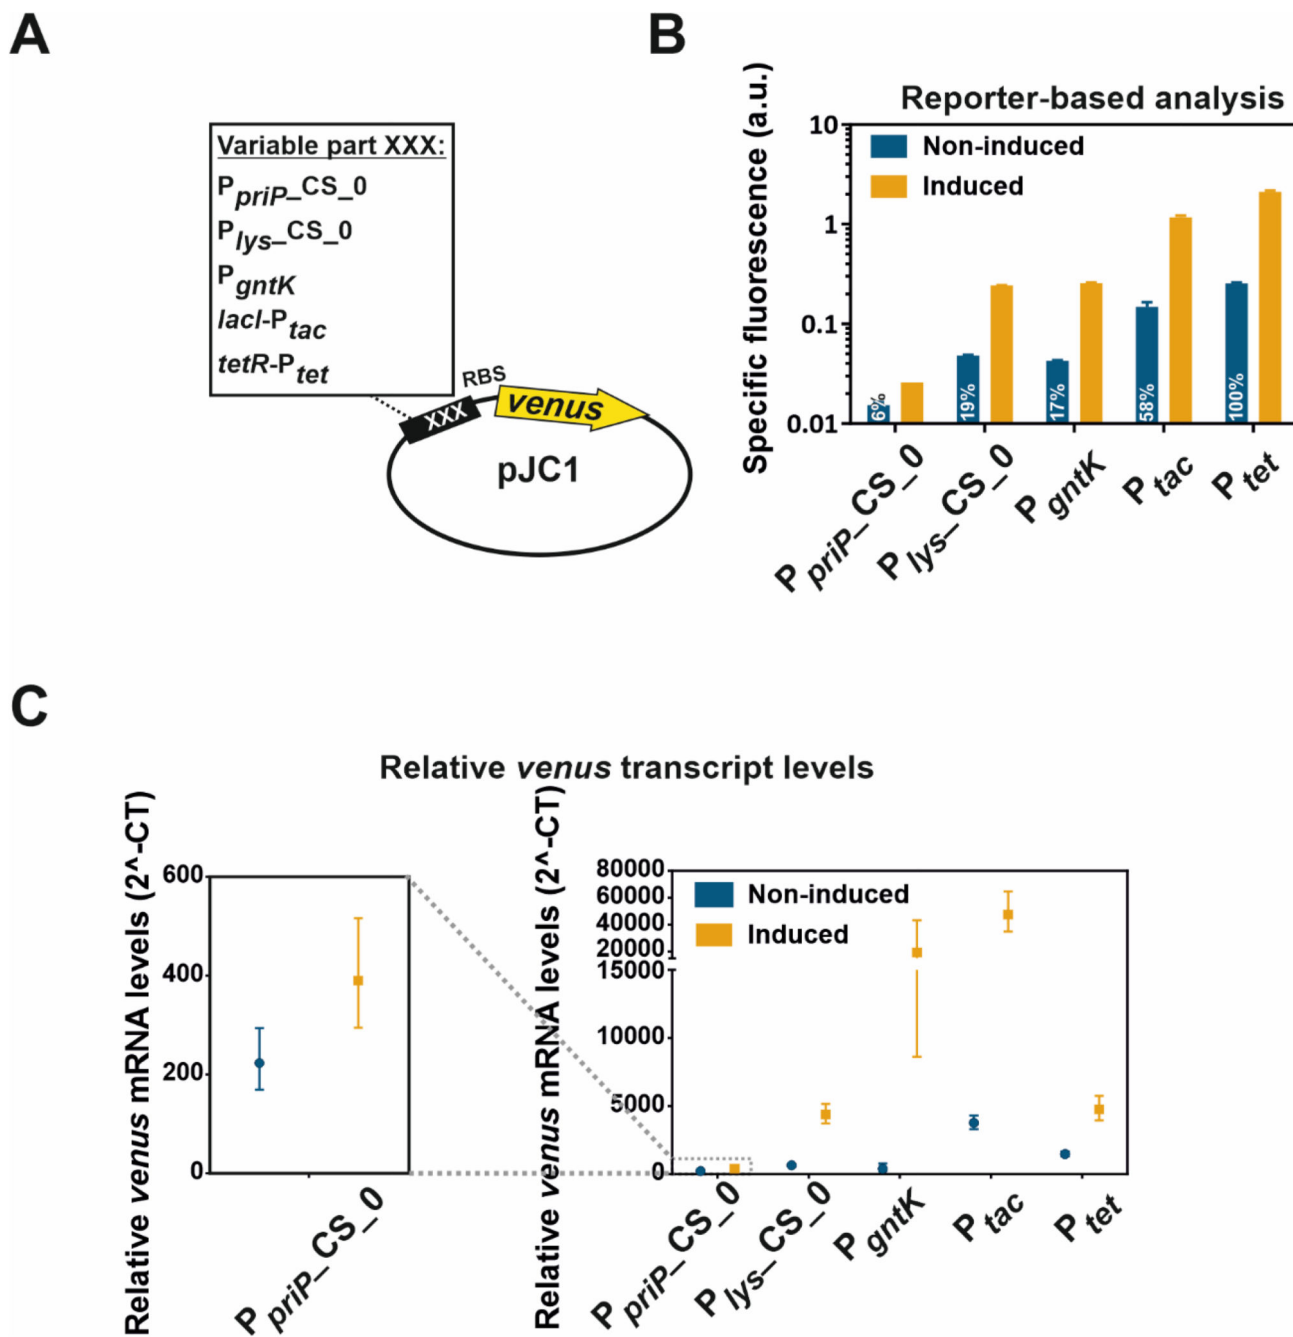 A
Variable part XXX:
PpriP_CS_0
Plys_CS_0
PgntK
lacI-Ptac
tetR-Ptet
RBS
XXX
venus
pJC1
B
Reporter-based analysis
Specific fluorescence (a.u.)
10
1
0.1
0.01
Non-induced
Induced
6%
19%
17%
58%
100%
P priP_CS_0
P lys_CS_0
P gntK
P tac
P tet
C
Relative venus transcript levels
Relative venus mRNA levels (2^-CT)
600
400
200
0
P priP_CS_0
Relative venus mRNA levels (2^-CT)
80000
60000
40000
20000
15000
10000
5000
0
Non-induced
Induced
P priP_CS_0
P lys_CS_0
P gntK
P tac
P tet